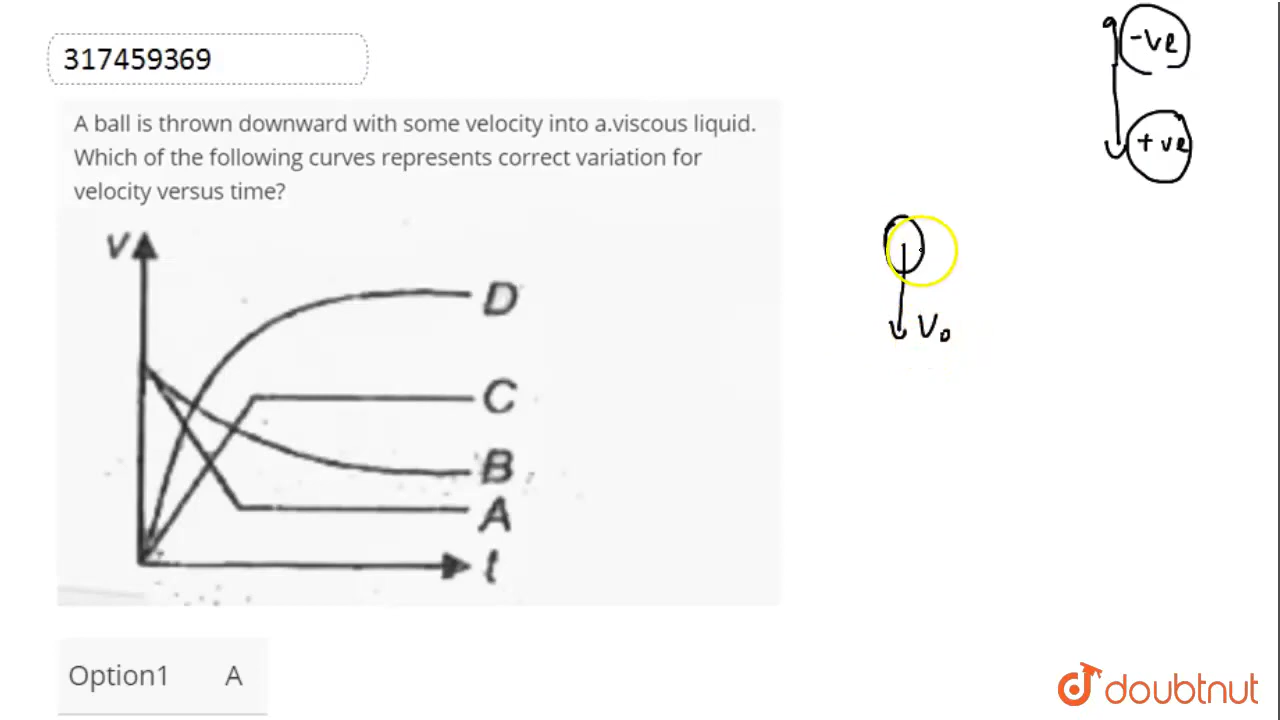 317459369
A ball is thrown downward with some velocity into a.viscous liquid.
Which of the following curves represents correct variation for
velocity versus time?
V
D
C
B
A
t
-ve
+ve
V₀
Option1 A
doubtnut